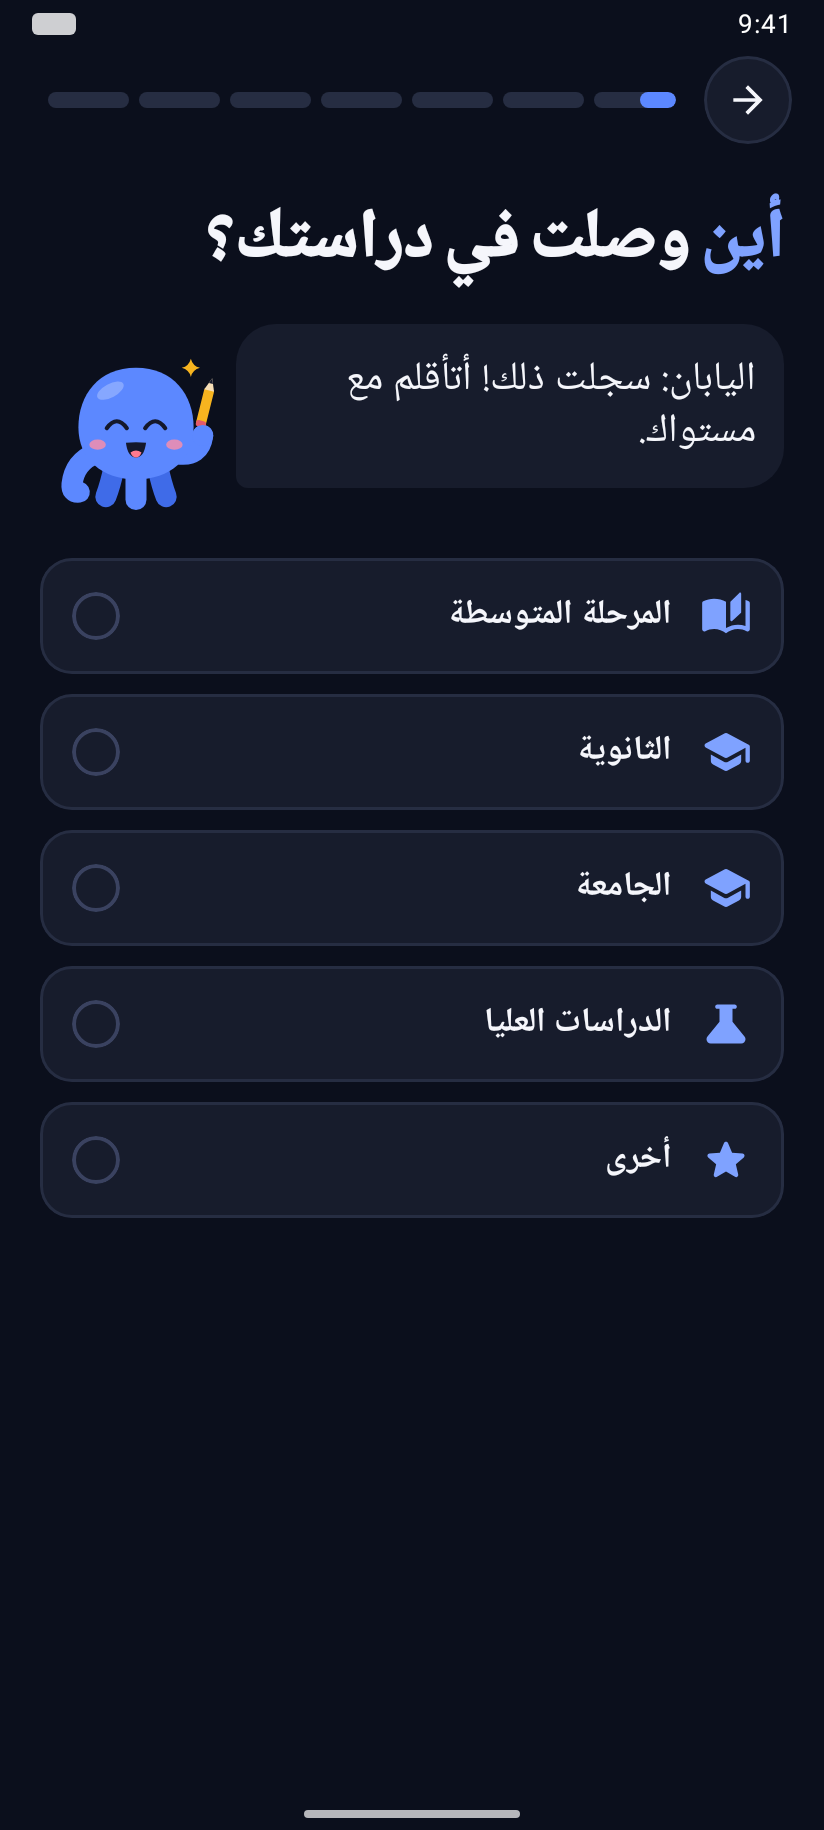 9:41
أين وصلت في دراستك؟
اليابان: سجلت ذلك! أتأقلم مع
مستواك.
المرحلة المتوسطة
الثانوية
الجامعة
الدراسات العليا
أخرى